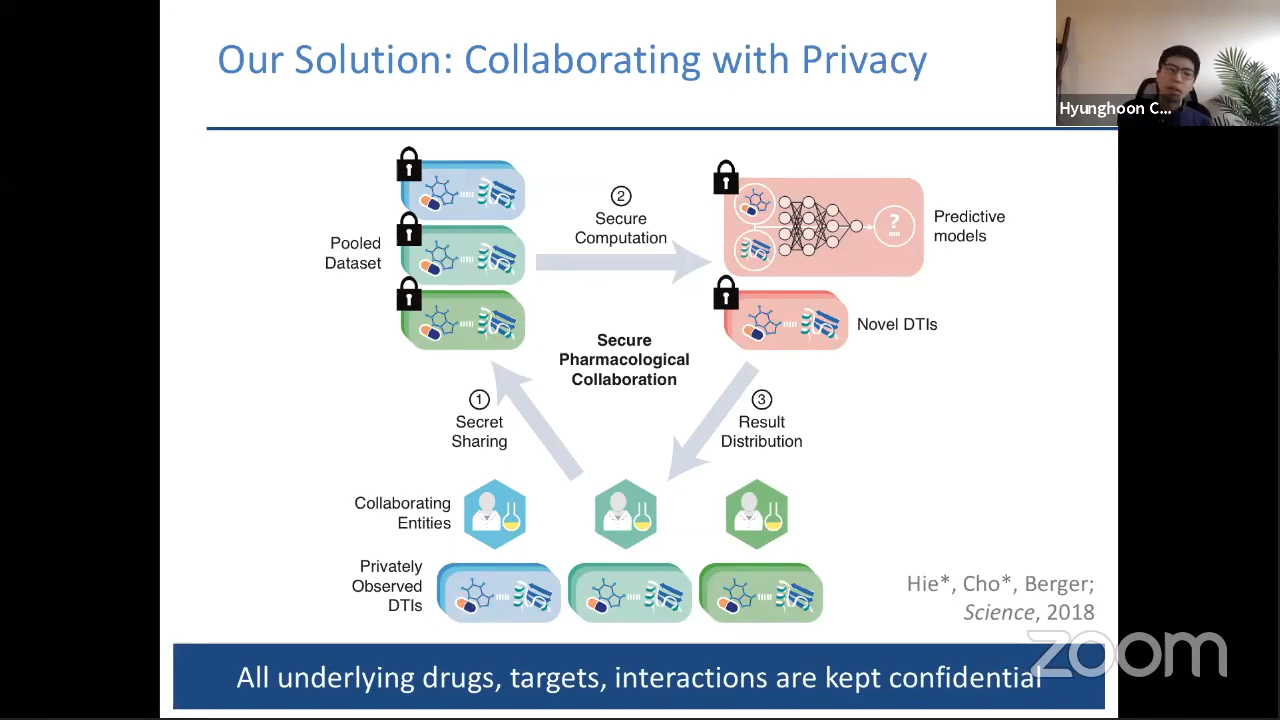 Our Solution: Collaborating with Privacy
Hyunghoon C...
Pooled
Dataset
2
Secure
Computation
?
Predictive
models
Novel DTIs
Secure
Pharmacological
Collaboration
1
Secret
Sharing
3
Result
Distribution
Collaborating
Entities
Privately
Observed
DTIs
Hie*, Cho*, Berger;
Science, 2018
zoom
All underlying drugs, targets, interactions are kept confidential